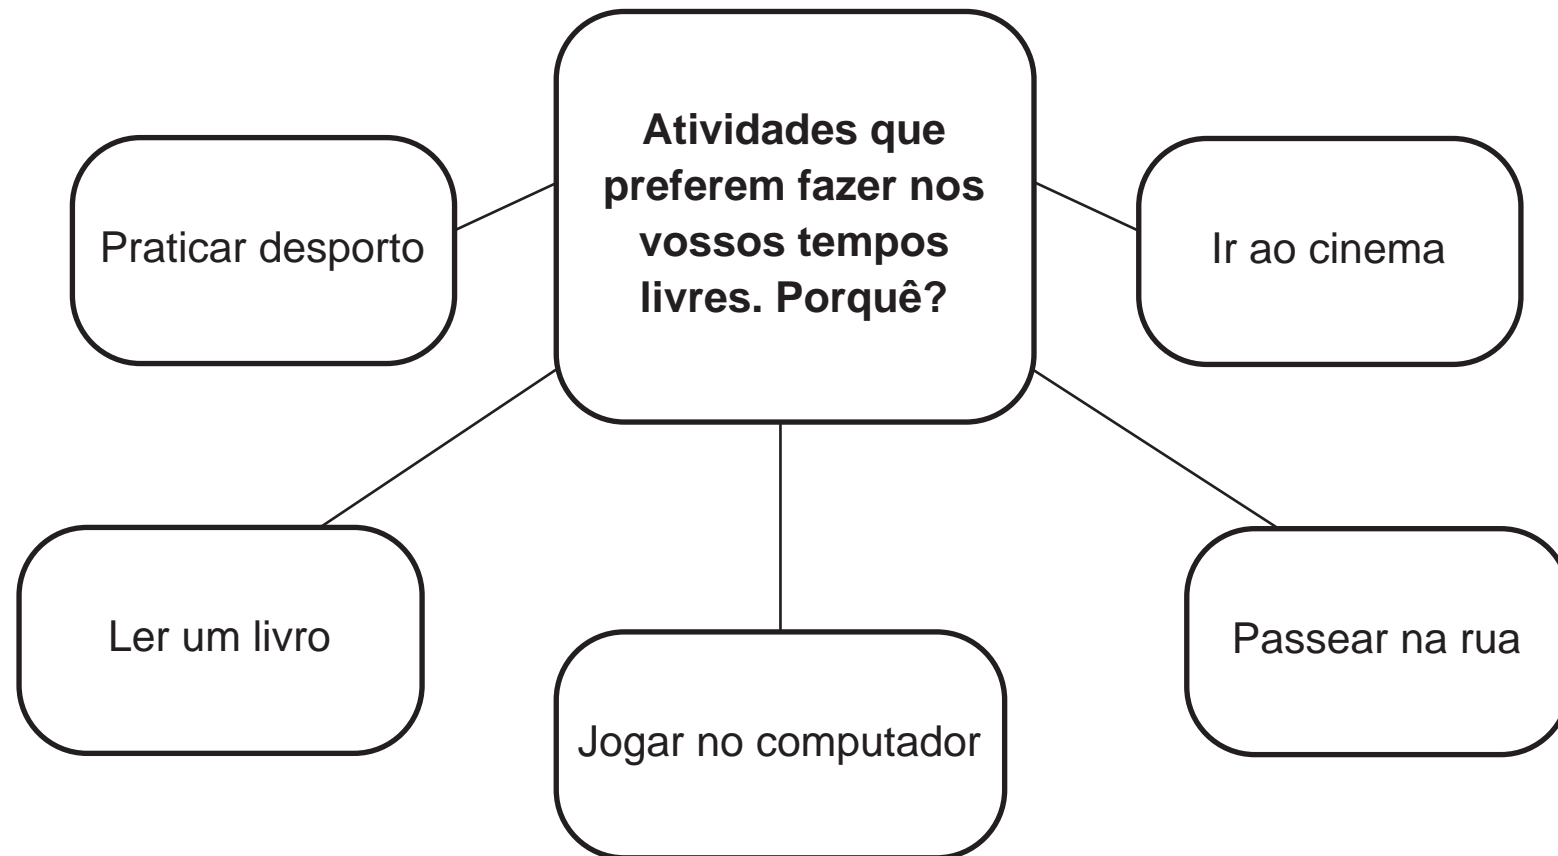 Atividades que
preferem fazer nos
vossos tempos
livres. Porquê?
Praticar desporto
Ir ao cinema
Ler um livro
Passear na rua
Jogar no computador